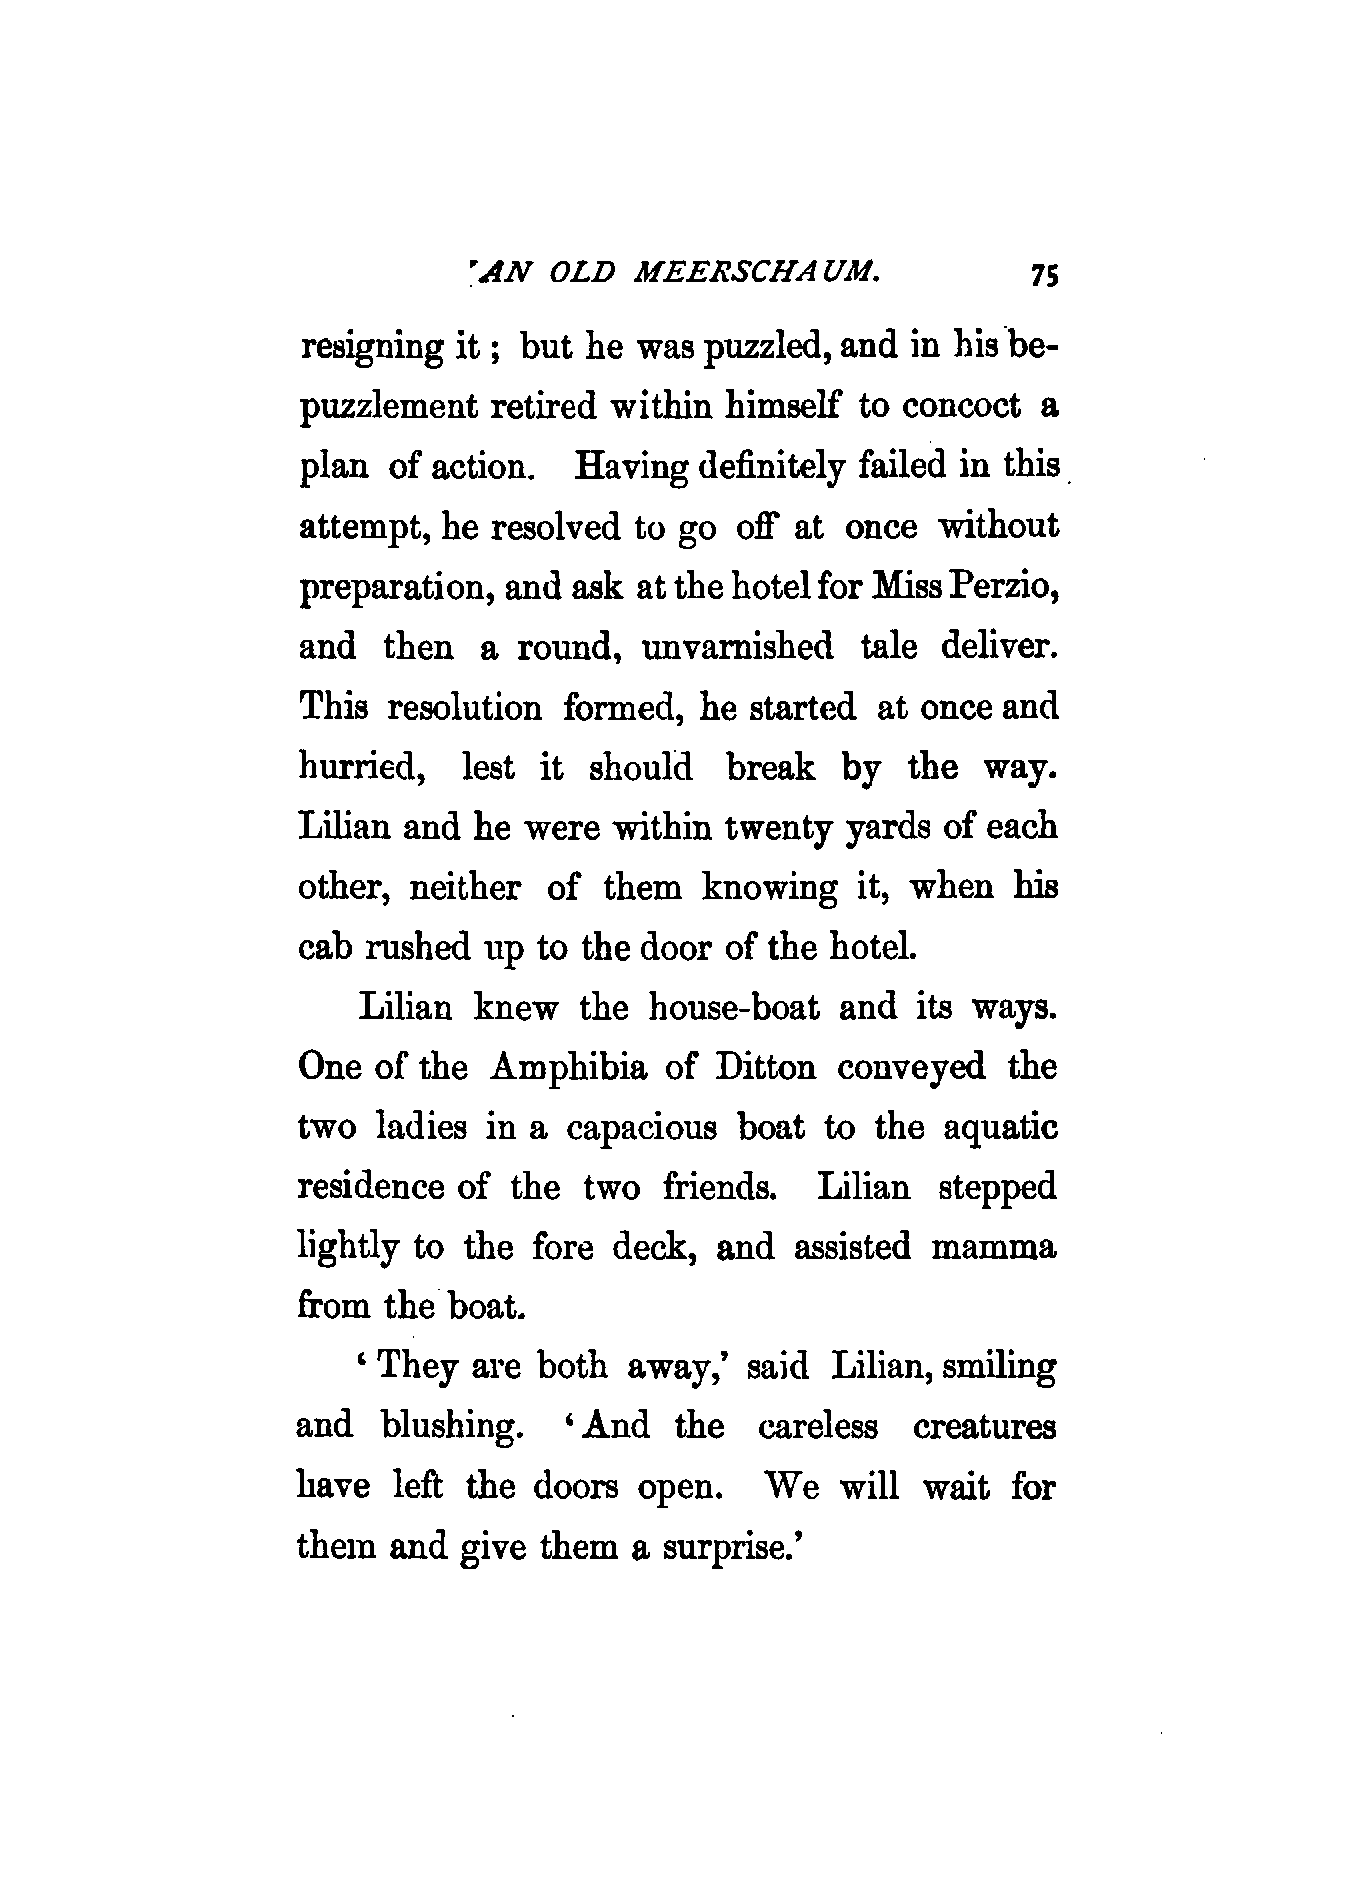 AN OLD MEERSCHAUM. 75
resigning it ; but he was puzzled, and in his be-
puzzlement retired within himself to concoct a
plan of action. Having definitely failed in this
attempt, he resolved to go off at once without
preparation, and ask at the hotel for Miss Perzio,
and then a round, unvarnished tale deliver.
This resolution formed, he started at once and
hurried, lest it should break by the way.
Lilian and he were within twenty yards of each
other, neither of them knowing it, when his
cab rushed up to the door of the hotel.
Lilian knew the house-boat and its ways.
One of the Amphibia of Ditton conveyed the
two ladies in a capacious boat to the aquatic
residence of the two friends. Lilian stepped
lightly to the fore deck, and assisted mamma
from the boat.
‘ They are both away,’ said Lilian, smiling
and blushing. ‘ And the careless creatures
have left the doors open. We will wait for
them and give them a surprise.’